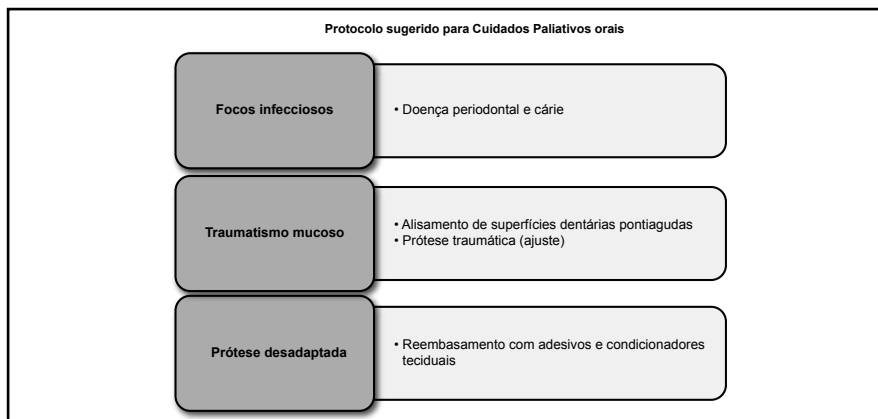 Protocolo sugerido para Cuidados Paliativos orais
Focos infecciosos
• Doença periodontal e cárie
Traumatismo mucoso
• Alisamento de superfícies dentárias pontiagudas
• Prótese traumática (ajuste)
Prótese desadaptada
• Reembasamento com adesivos e condicionadores
teciduais